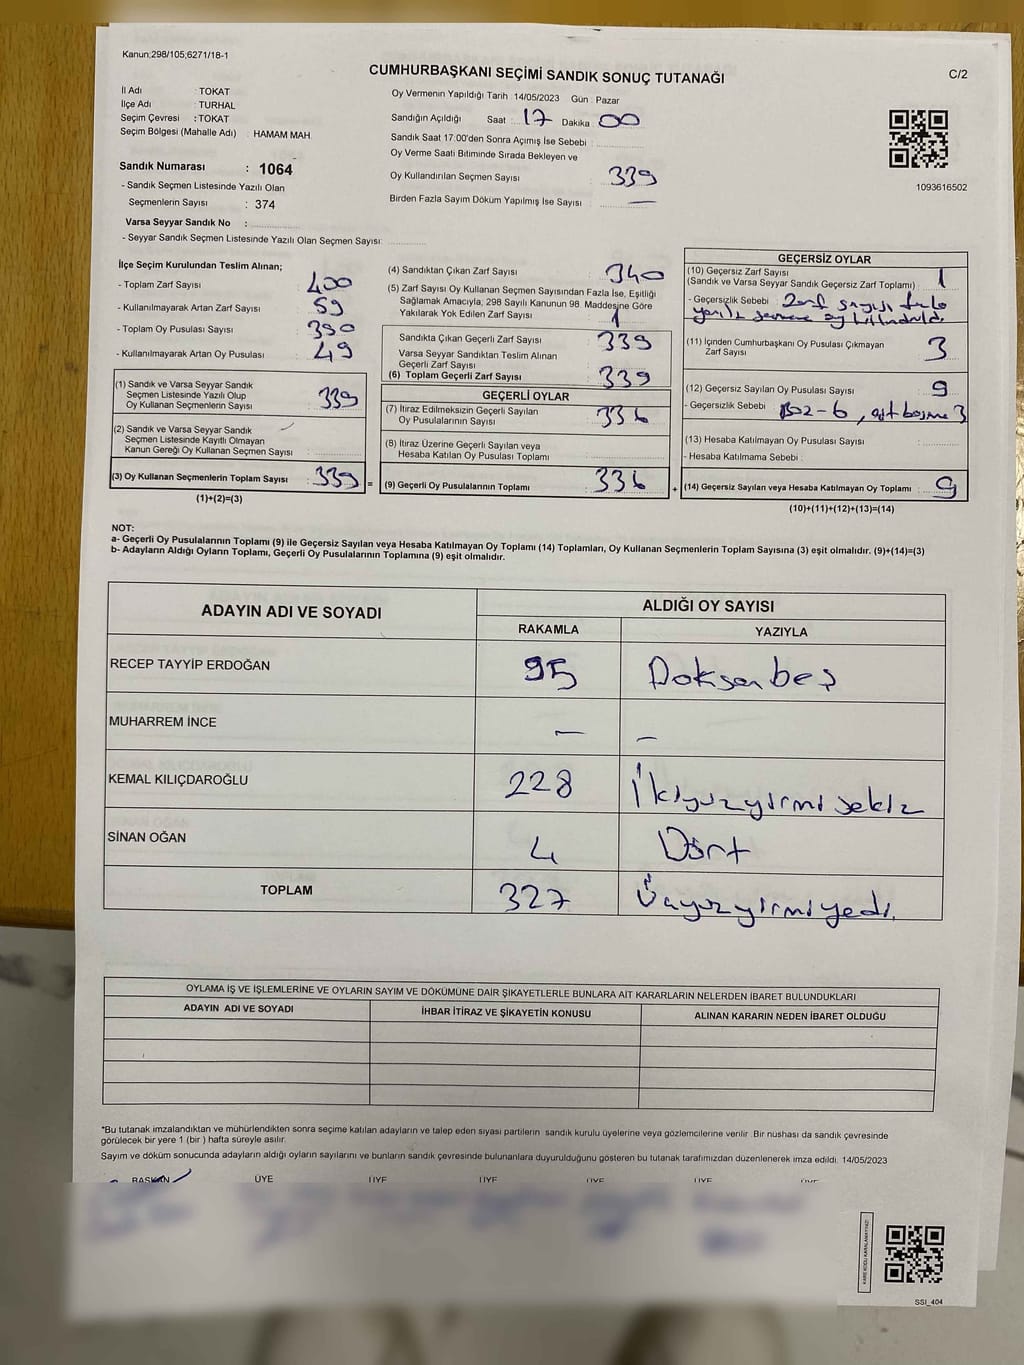 Kanun;298/105;6271/18-1
CUMHURBAŞKANI SEÇİMİ SANDIK SONUÇ TUTANAĞI
C/2
İl Adı : TOKAT
İlçe Adı : TURHAL
Seçim Çevresi : TOKAT
Seçim Bölgesi (Mahalle Adı) : HAMAM MAH.
Sandık Numarası : 1064
- Sandık Seçmen Listesinde Yazılı Olan
Seçmenlerin Sayısı : 374
Varsa Seyyar Sandık No :
- Seyyar Sandık Seçmen Listesinde Yazılı Olan Seçmen Sayısı:
Oy Vermenin Yapıldığı Tarih : 14/05/2023 Gün : Pazar
Sandığın Açıldığı Saat : 17 Dakika : 00
Sandık Saat 17:00'den Sonra Açımış İse Sebebi :
Oy Verme Saati Bitiminde Sırada Bekleyen ve
Oy Kullandırılan Seçmen Sayısı : 339
Birden Fazla Sayım Döküm Yapılmış İse Sayısı : —
1093616502
İlçe Seçim Kurulundan Teslim Alınan;
- Toplam Zarf Sayısı : 400
- Kullanılmayarak Artan Zarf Sayısı : 59
- Toplam Oy Pusulası Sayısı : 390
- Kullanılmayarak Artan Oy Pusulası : 49
(1) Sandık ve Varsa Seyyar Sandık
Seçmen Listesinde Yazılı Olup
Oy Kullanan Seçmenlerin Sayısı : 339
(2) Sandık ve Varsa Seyyar Sandık
Seçmen Listesinde Kayıtlı Olmayan
Kanun Gereği Oy Kullanan Seçmen Sayısı :
(3) Oy Kullanan Seçmenlerin Toplam Sayısı : 339
(1)+(2)=(3)
(4) Sandıktan Çıkan Zarf Sayısı : 340
(5) Zarf Sayısı Oy Kullanan Seçmen Sayısından Fazla İse, Eşitliği
Sağlamak Amacıyla; 298 Sayılı Kanunun 98. Maddesine Göre
Yakılarak Yok Edilen Zarf Sayısı : 1
Sandıkta Çıkan Geçerli Zarf Sayısı : 339
Varsa Seyyar Sandıktan Teslim Alınan
Geçerli Zarf Sayısı :
(6) Toplam Geçerli Zarf Sayısı : 339
GEÇERLİ OYLAR
(7) İtiraz Edilmeksizin Geçerli Sayılan
Oy Pusulalarının Sayısı : 336
(8) İtiraz Üzerine Geçerli Sayılan veya
Hesaba Katılan Oy Pusulası Toplamı :
= (9) Geçerli Oy Pusulalarının Toplamı : 336
GEÇERSİZ OYLAR
(10) Geçersiz Zarf Sayısı
(Sandık ve Varsa Seyyar Sandık Geçersiz Zarf Toplamı) : 1
- Geçersizlik Sebebi : Zarf sayısı fazla
(11) İçinden Cumhurbaşkanı Oy Pusulası Çıkmayan
Zarf Sayısı : 3
(12) Geçersiz Sayılan Oy Pusulası Sayısı : 9
- Geçersizlik Sebebi :
(13) Hesaba Katılmayan Oy Pusulası Sayısı :
- Hesaba Katılmama Sebebi :
+ (14) Geçersiz Sayılan veya Hesaba Katılmayan Oy Toplamı : 9
(10)+(11)+(12)+(13)=(14)
NOT:
a- Geçerli Oy Pusulalarının Toplamı (9) ile Geçersiz Sayılan veya Hesaba Katılmayan Oy Toplamı (14) Toplamları, Oy Kullanan Seçmenlerin Toplam Sayısına (3) eşit olmalıdır. (9)+(14)=(3)
b- Adayların Aldığı Oyların Toplamı, Geçerli Oy Pusulalarının Toplamına (9) eşit olmalıdır.
ADAYIN ADI VE SOYADI
ALDIĞI OY SAYISI
RAKAMLA YAZIYLA
RECEP TAYYİP ERDOĞAN 95 Doksanbeş
MUHARREM İNCE — —
KEMAL KILIÇDAROĞLU 228 İkiyüzyirmisekiz
SİNAN OĞAN 4 Dört
TOPLAM 327 Üçyüzyirmiyedi.
OYLAMA İŞ VE İŞLEMLERİNE VE OYLARIN SAYIM VE DÖKÜMÜNE DAİR ŞİKAYETLERLE BUNLARA AİT KARARLARIN NELERDEN İBARET BULUNDUKLARI
ADAYIN ADI VE SOYADI İHBAR İTİRAZ VE ŞİKAYETİN KONUSU ALINAN KARARIN NEDEN İBARET OLDUĞU
*Bu tutanak imzalandıktan ve mühürlendikten sonra seçime katılan adayların ve talep eden siyasi partilerin sandık kurulu üyelerine veya gözlemcilerine verilir. Bir nushası da sandık çevresinde
görülecek bir yere 1 (bir ) hafta süreyle asılır.
Sayım ve döküm sonucunda adayların aldığı oyların sayılarını ve bunların sandık çevresinde bulunanlara duyurulduğunu gösteren bu tutanak tarafımızdan düzenlenerek imza edildi. 14/05/2023
BAŞKAN ÜYE ÜYE ÜYE ÜYE ÜYE ÜYE
KARE KODU KARALAMAYINIZ!
SSI_404